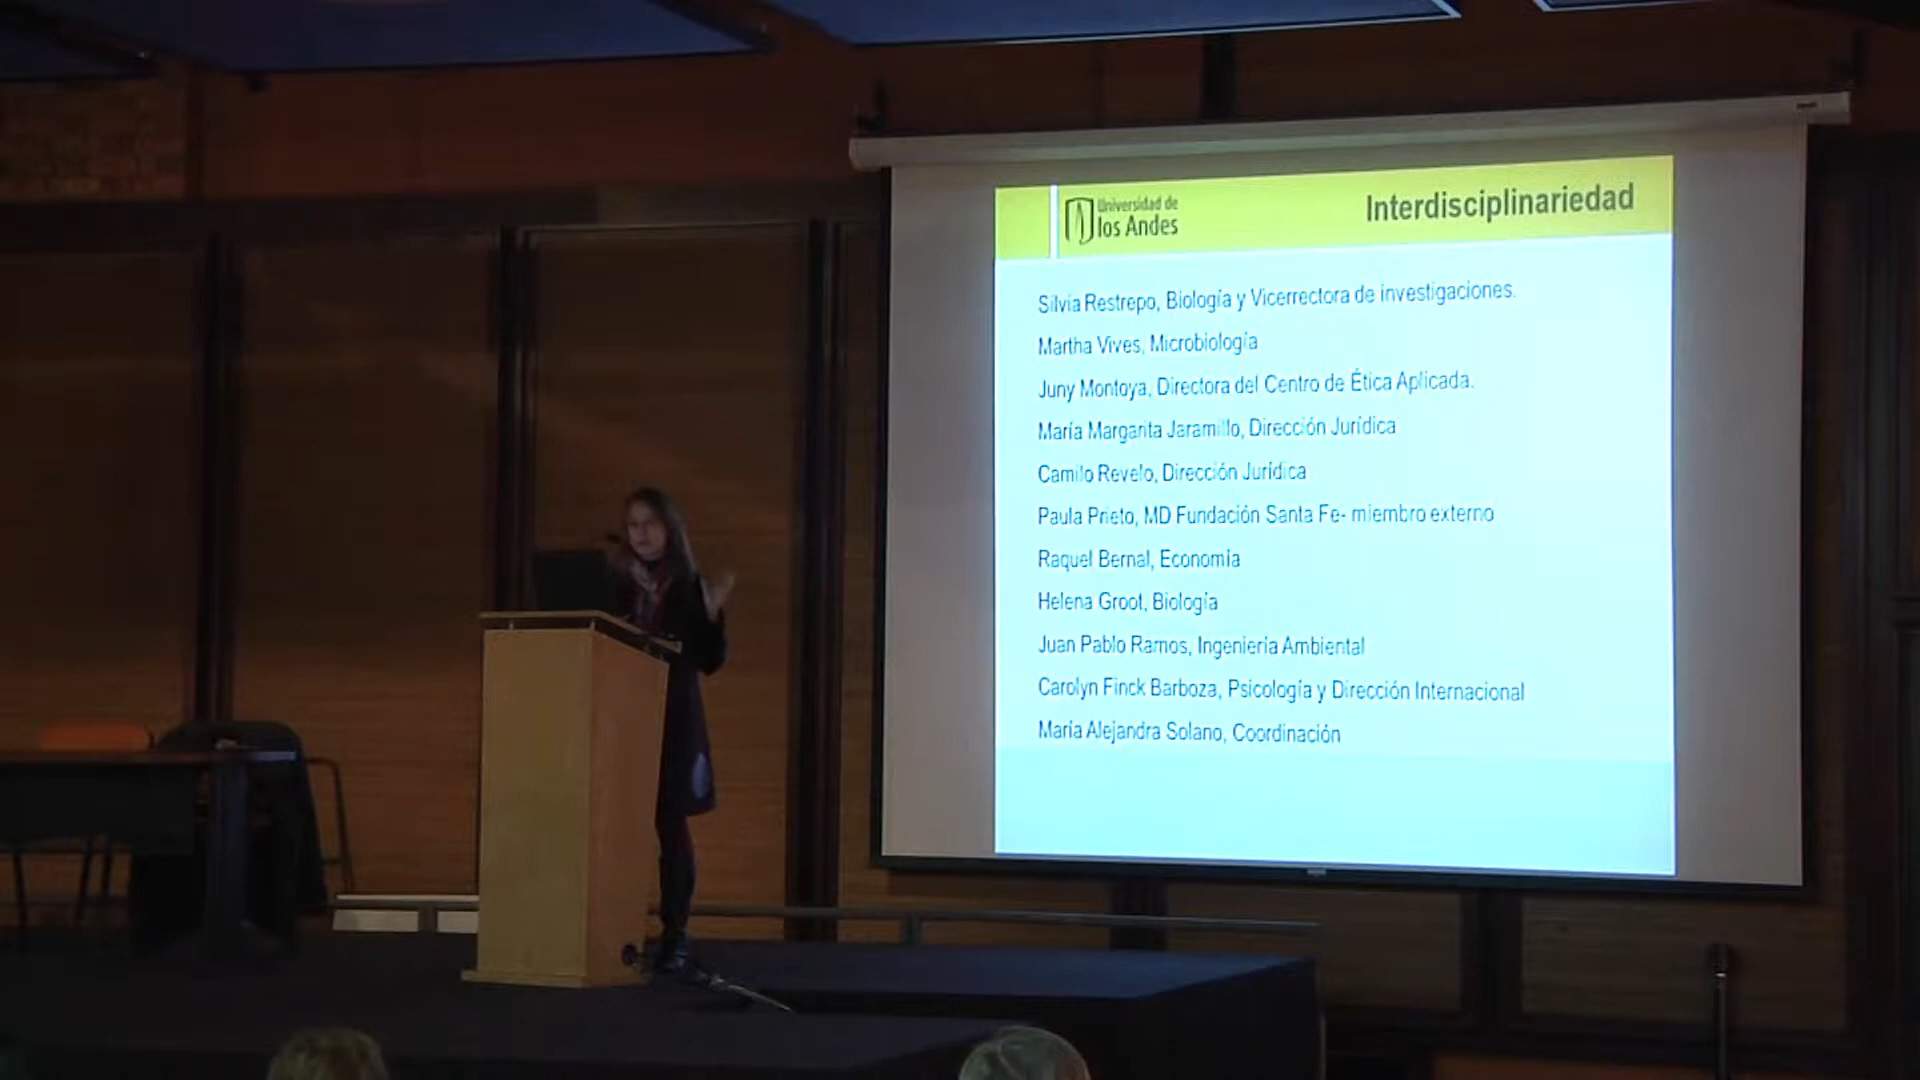 Universidad de
los Andes
Interdisciplinariedad
Silvia Restrepo, Biología y Vicerrectora de investigaciones.
Martha Vives, Microbiología
Juny Montoya, Directora del Centro de Ética Aplicada.
María Margarita Jaramillo, Dirección Jurídica
Camilo Revelo, Dirección Jurídica
Paula Prieto, MD Fundación Santa Fe- miembro externo
Raquel Bernal, Economía
Helena Groot, Biología
Juan Pablo Ramos, Ingeniería Ambiental
Carolyn Finck Barboza, Psicología y Dirección Internacional
María Alejandra Solano, Coordinación